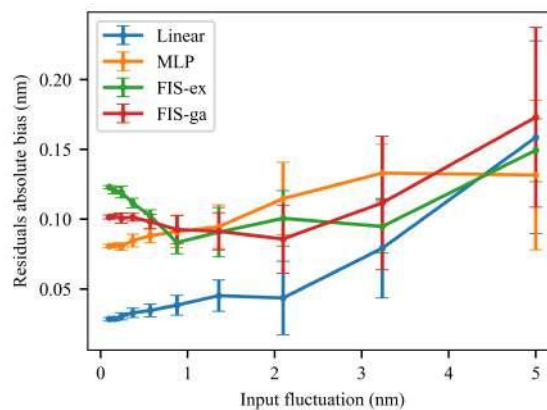 Linear
MLP
FIS-ex
FIS-ga
0.20
0.15
0.10
0.05
Residuals absolute bias (nm)
0 1 2 3 4 5
Input fluctuation (nm)